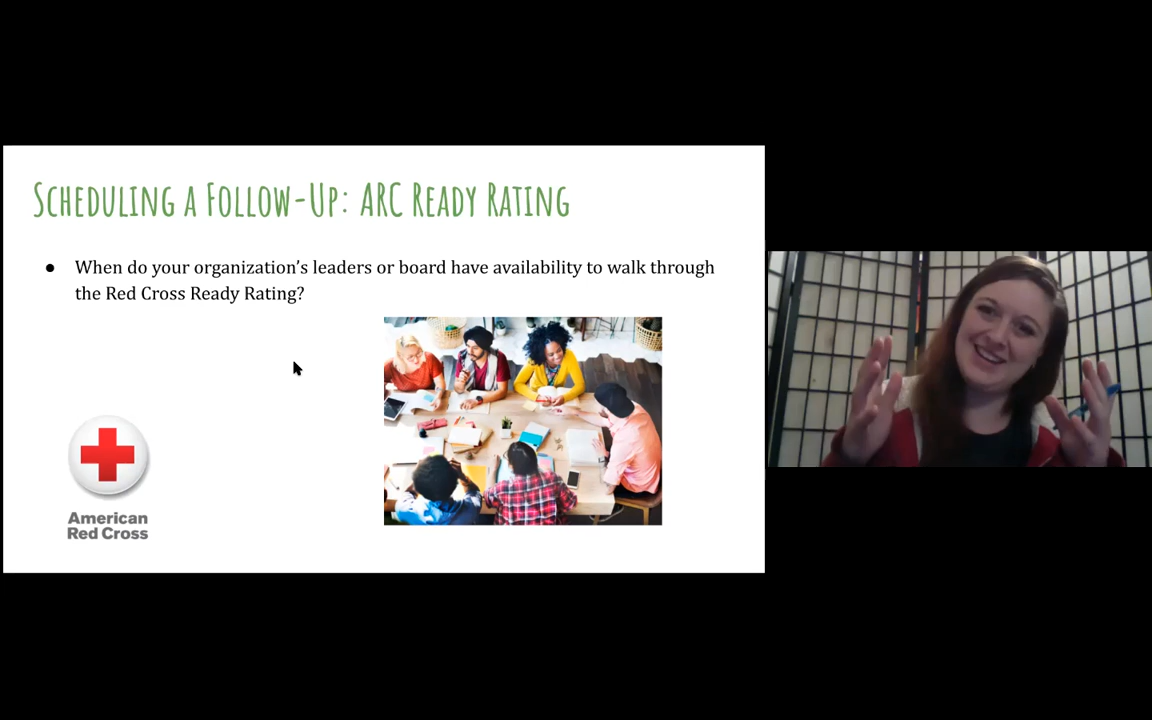 Scheduling a Follow-Up: ARC Ready Rating
● When do your organization’s leaders or board have availability to walk through
the Red Cross Ready Rating?
American
Red Cross